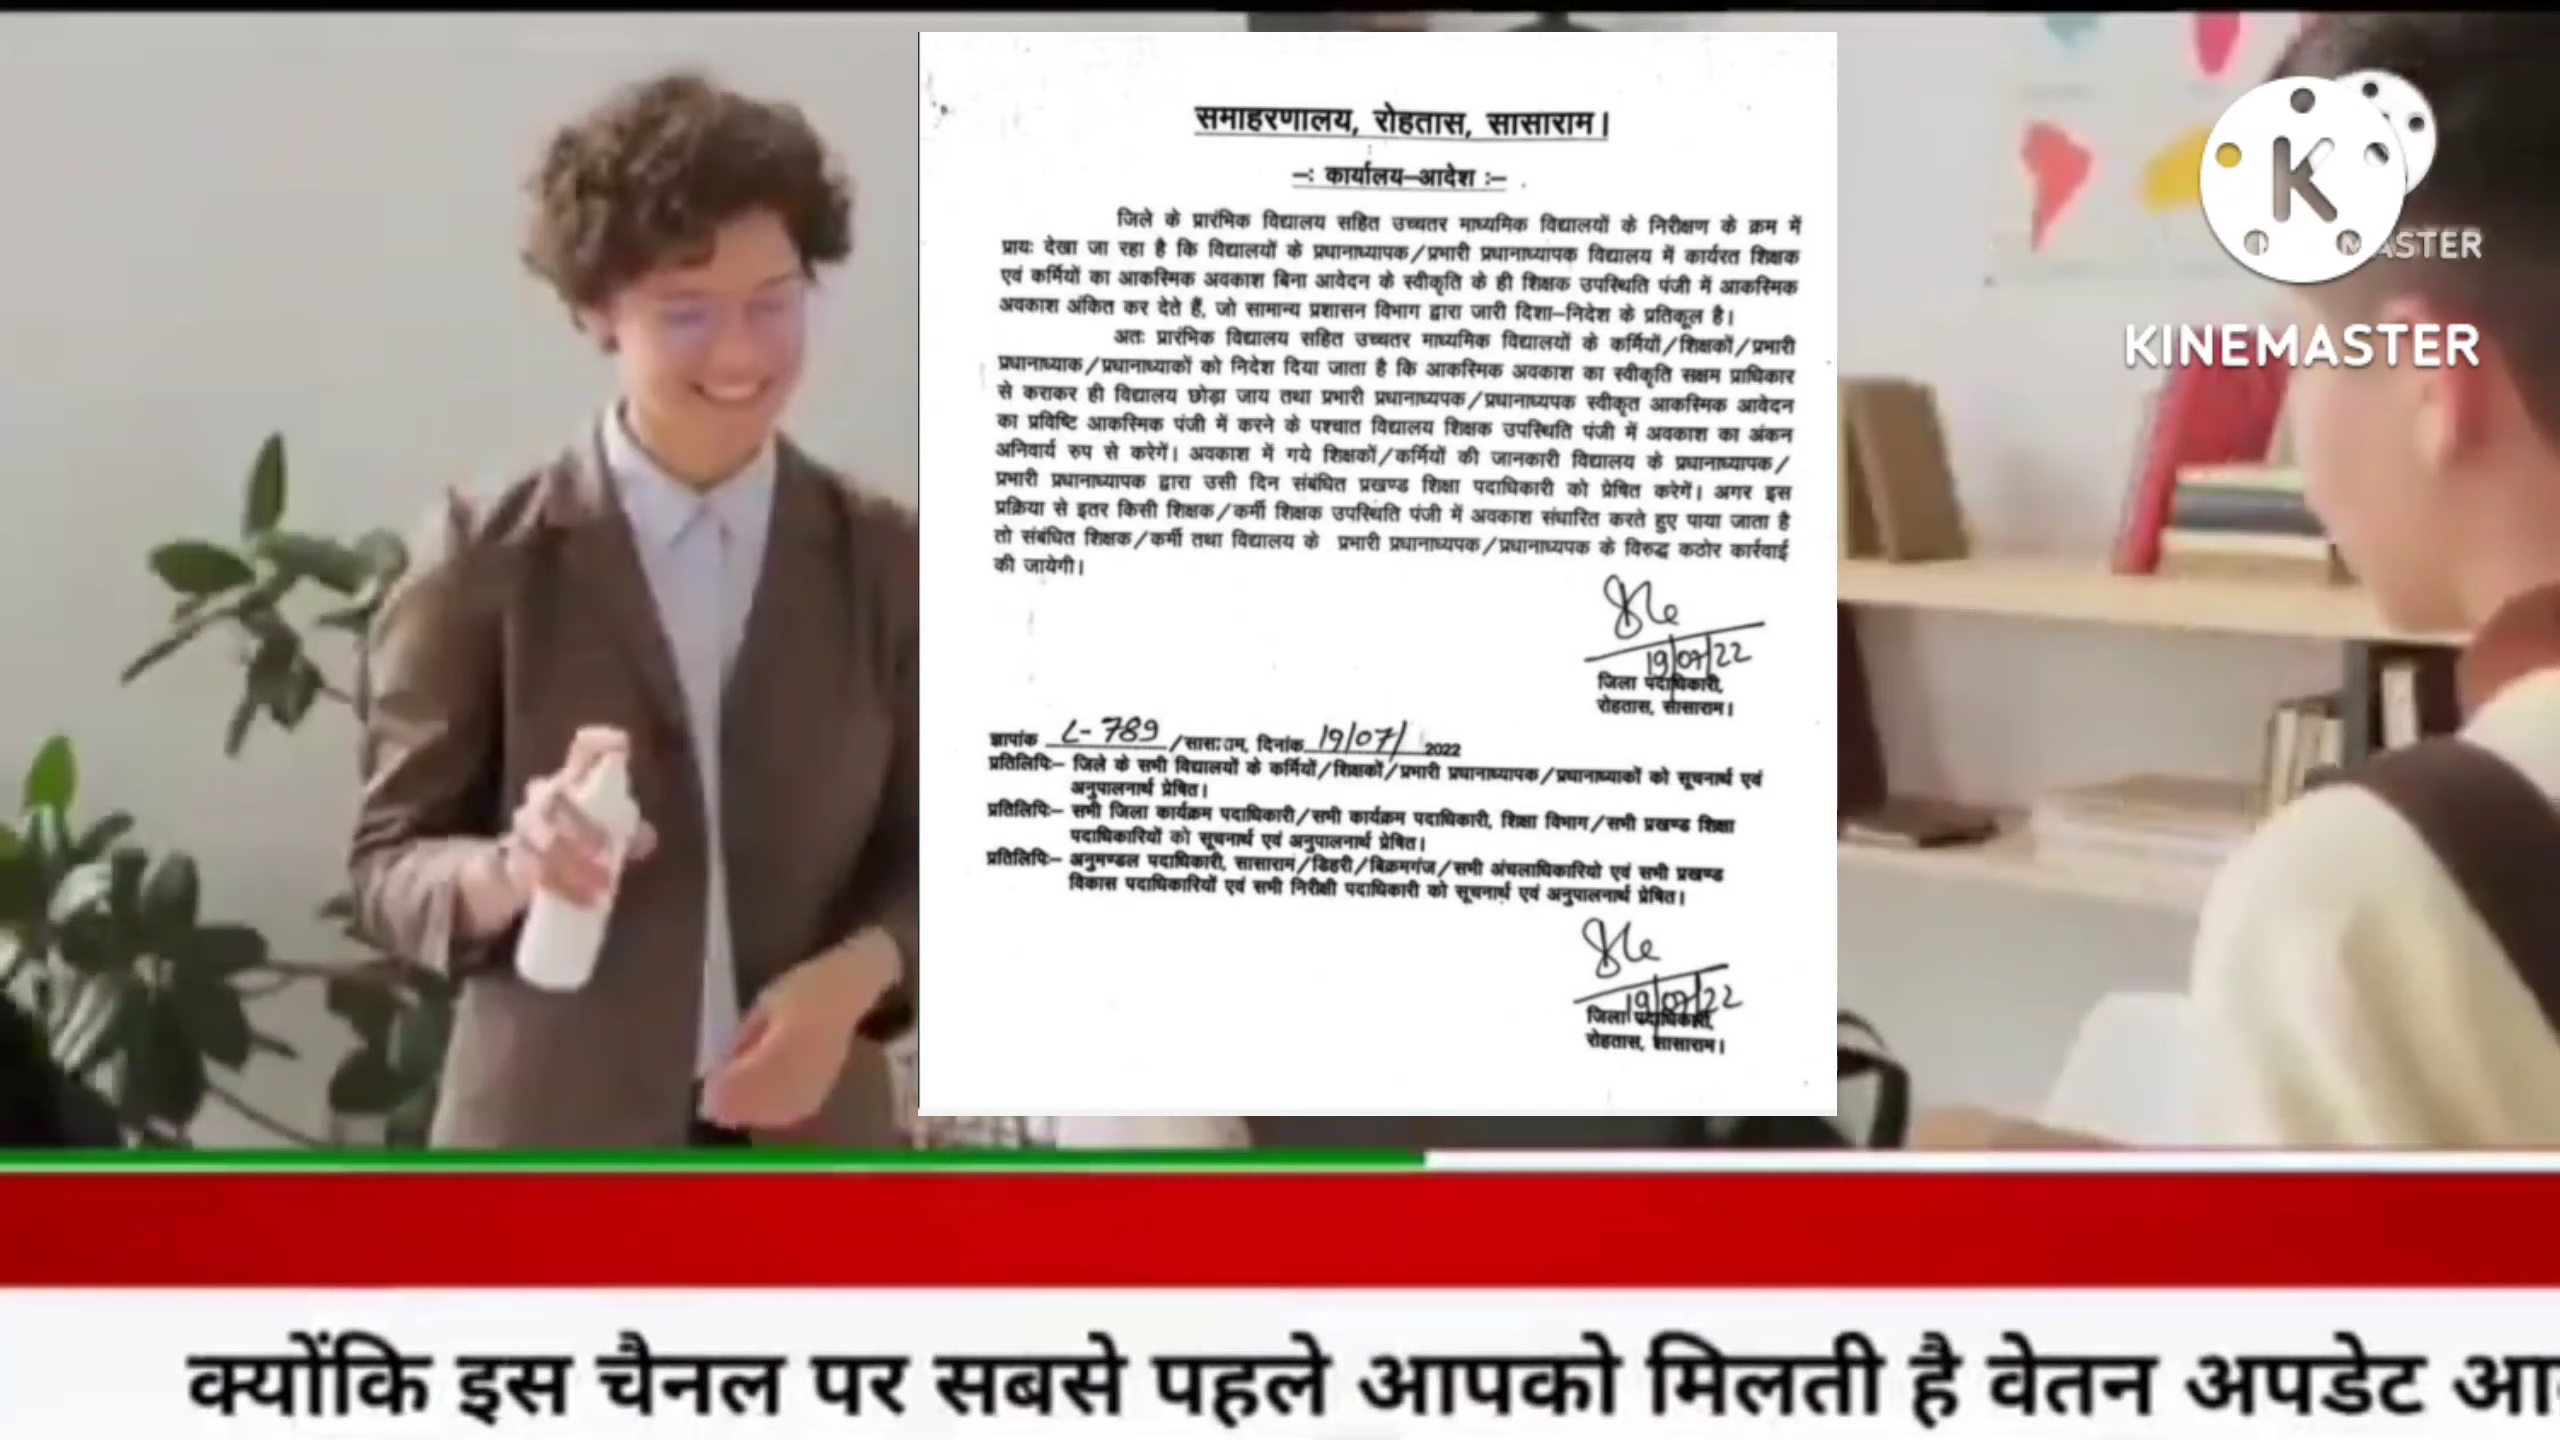 समाहरणालय, रोहतास, सासाराम।
–: कार्यालय–आदेश :–
जिले के प्रारंभिक विद्यालय सहित उच्चतर माध्यमिक विद्यालयों के निरीक्षण के क्रम में
प्रायः देखा जा रहा है कि विद्यालयों के प्रधानाध्यापक/प्रभारी प्रधानाध्यापक विद्यालय में कार्यरत शिक्षक
एवं कर्मियों का आकस्मिक अवकाश बिना आवेदन के स्वीकृति के ही शिक्षक उपस्थिति पंजी में आकस्मिक
अवकाश अंकित कर देते हैं, जो सामान्य प्रशासन विभाग द्वारा जारी दिशा–निदेश के प्रतिकूल है।
अतः प्रारंभिक विद्यालय सहित उच्चतर माध्यमिक विद्यालयों के कर्मियों/शिक्षकों/प्रभारी
प्रधानाध्याक/प्रधानाध्याकों को निदेश दिया जाता है कि आकस्मिक अवकाश का स्वीकृति सक्षम प्राधिकार
से कराकर ही विद्यालय छोड़ा जाय तथा प्रभारी प्रधानाध्यपक/प्रधानाध्यपक स्वीकृत आकस्मिक आवेदन
का प्रविष्टि आकस्मिक पंजी में करने के पश्चात विद्यालय शिक्षक उपस्थिति पंजी में अवकाश का अंकन
अनिवार्य रुप से करेगें। अवकाश में गये शिक्षकों/कर्मियों की जानकारी विद्यालय के प्रधानाध्यापक/
प्रभारी प्रधानाध्यापक द्वारा उसी दिन संबंधित प्रखण्ड शिक्षा पदाधिकारी को प्रेषित करेगें। अगर इस
प्रक्रिया से इतर किसी शिक्षक/कर्मी शिक्षक उपस्थिति पंजी में अवकाश संधारित करते हुए पाया जाता है
तो संबंधित शिक्षक/कर्मी तथा विद्यालय के प्रभारी प्रधानाध्यपक/प्रधानाध्यपक के विरुद्ध कठोर कार्रवाई
की जायेगी।
19/07/22
जिला पदाधिकारी,
रोहतास, सासाराम।
ज्ञापांक L-789 /सासाराम, दिनांक 19/07/ 2022
प्रतिलिपिः– जिले के सभी विद्यालयों के कर्मियों/शिक्षकों/प्रभारी प्रधानाध्यापक/प्रधानाध्याकों को सूचनार्थ एवं
अनुपालनार्थ प्रेषित।
प्रतिलिपिः– सभी जिला कार्यक्रम पदाधिकारी/सभी कार्यक्रम पदाधिकारी, शिक्षा विभाग/सभी प्रखण्ड शिक्षा
पदाधिकारियों को सूचनार्थ एवं अनुपालनार्थ प्रेषित।
प्रतिलिपिः– अनुमण्डल पदाधिकारी, सासाराम/डिहरी/बिक्रमगंज/सभी अंचलाधिकारियो एवं सभी प्रखण्ड
विकास पदाधिकारियों एवं सभी निरीक्षी पदाधिकारी को सूचनार्थ एवं अनुपालनार्थ प्रेषित।
19/07/22
जिला पदाधिकारी,
रोहतास, सासाराम।
K
MASTER
KINEMASTER
क्योंकि इस चैनल पर सबसे पहले आपको मिलती है वेतन अपडेट